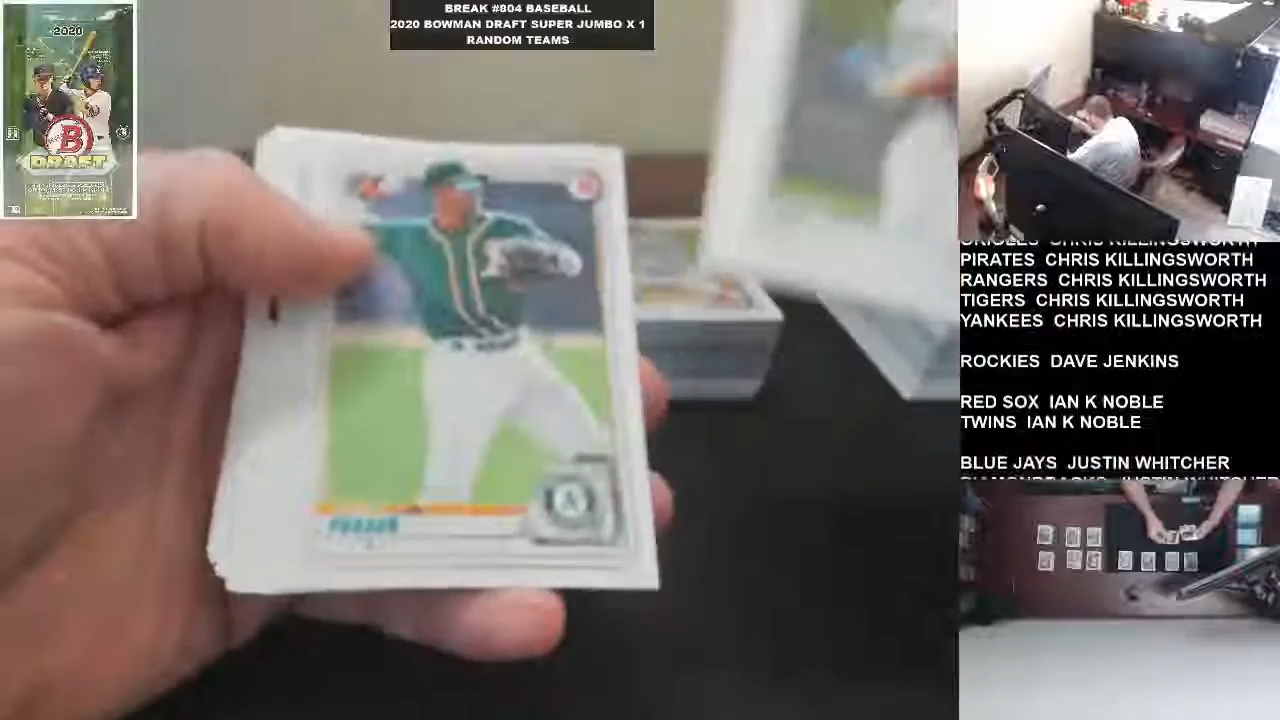 BREAK #804 BASEBALL
2020 BOWMAN DRAFT SUPER JUMBO X 1
RANDOM TEAMS
2020
B
DRAFT
ORIOLES CHRIS KILLINGSWORTH
PIRATES CHRIS KILLINGSWORTH
RANGERS CHRIS KILLINGSWORTH
TIGERS CHRIS KILLINGSWORTH
YANKEES CHRIS KILLINGSWORTH
ROCKIES DAVE JENKINS
RED SOX IAN K NOBLE
TWINS IAN K NOBLE
BLUE JAYS JUSTIN WHITCHER
DIAMONDBACKS JUSTIN WHITCHER